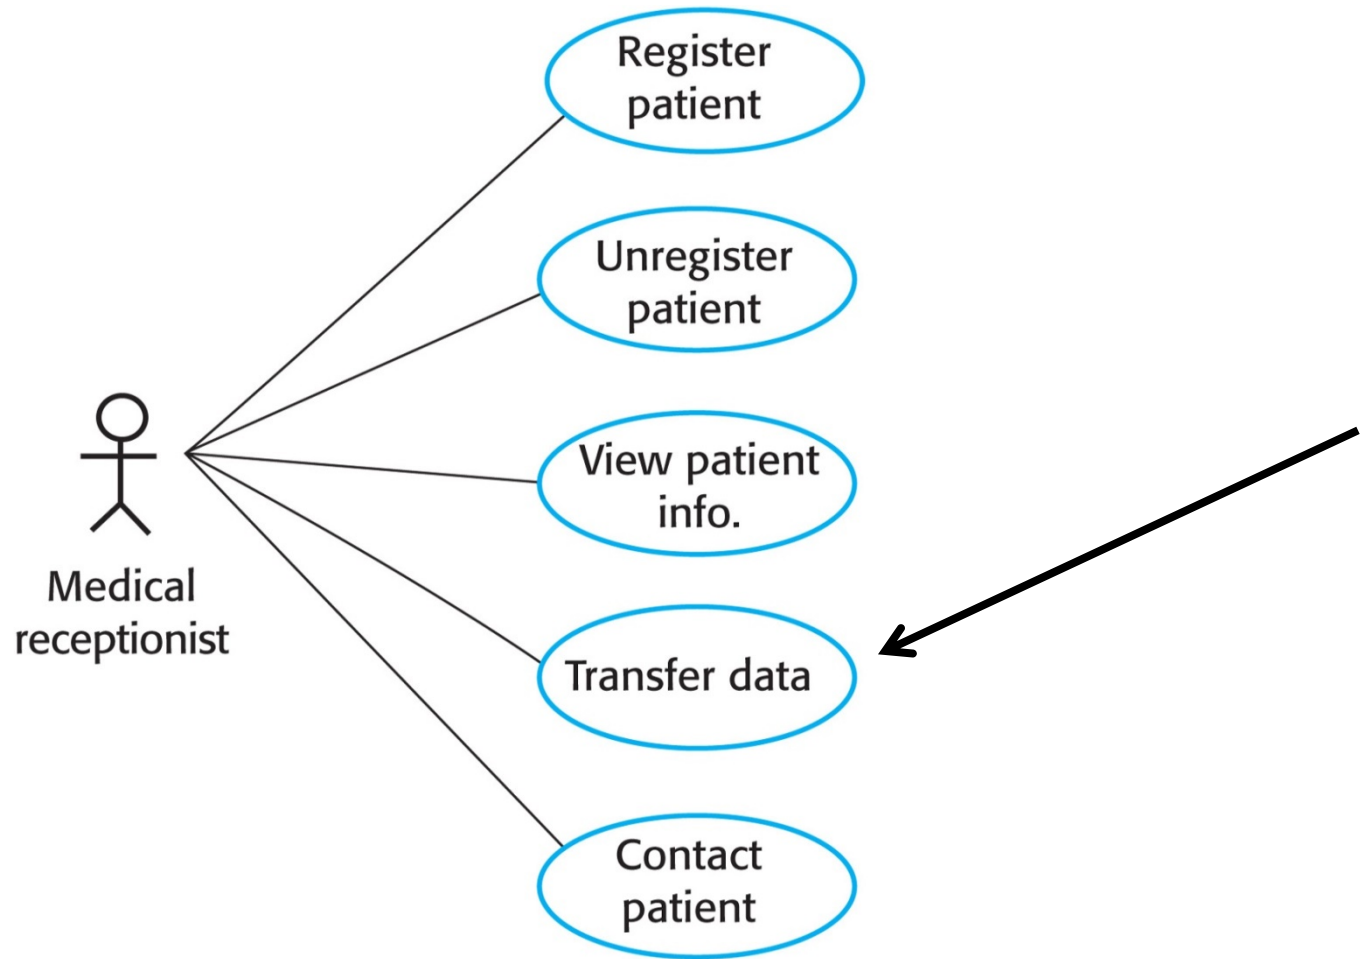 Register
patient
Unregister
patient
View patient
info.
Medical
receptionist
Transfer data
Contact
patient